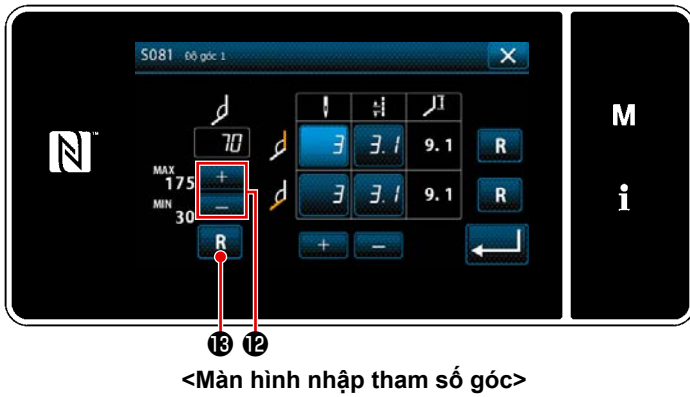 S081 Độ góc 1
M
70
3 3.1 9.1 R
MAX 175 +
MIN 30 −
3 3.1 9.1 R
R + −
i
⓭ ⓬
<Màn hình nhập tham số góc>